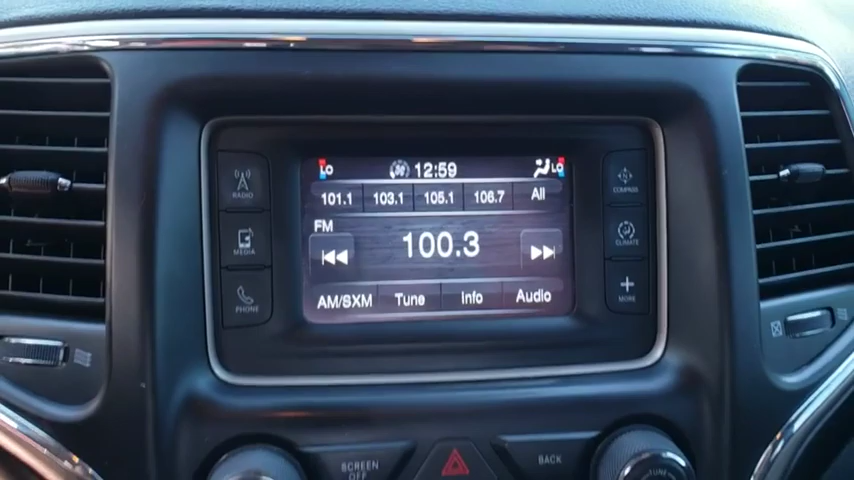 LO 12:59 LO
101.1 103.1 105.1 106.7 All
FM
100.3
AM/SXM Tune Info Audio
RADIO
MEDIA
PHONE
COMPASS
CLIMATE
MORE
SCREEN OFF
BACK
TUNE